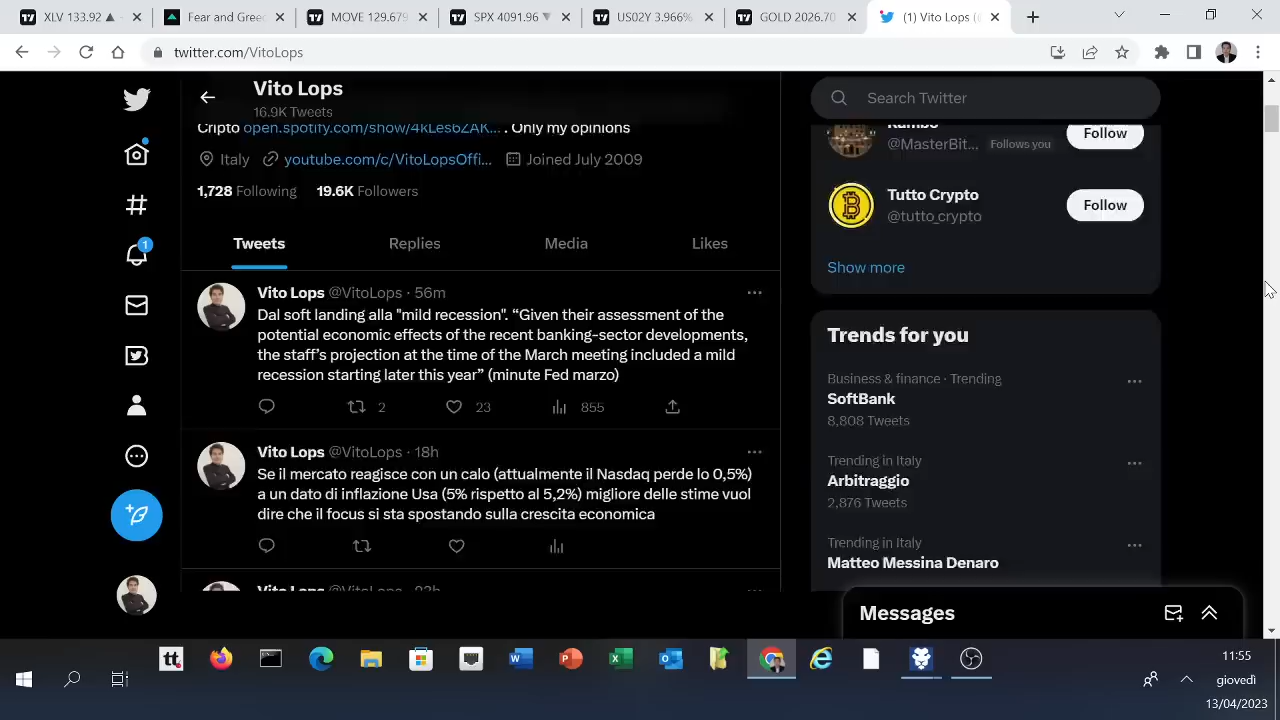 XLV 133.62 ▲
Fear and Greed
MOVE 129.679
SPX 4091.96 ▼
US02Y 3.966%
GOLD 2026.70
(1) Vito Lops (
twitter.com/VitoLops
Vito Lops
16.9K Tweets
Search Twitter
Cripto open.spotify.com/show/4kLes6ZAK... . Only my opinions
Italy youtube.com/c/VitoLopsOffi... Joined July 2009
1,728 Following 19.6K Followers
Tweets Replies Media Likes
Vito Lops @VitoLops · 56m
Dal soft landing alla "mild recession". “Given their assessment of the
potential economic effects of the recent banking-sector developments,
the staff’s projection at the time of the March meeting included a mild
recession starting later this year” (minute Fed marzo)
2 23 855
Vito Lops @VitoLops · 18h
Se il mercato reagisce con un calo (attualmente il Nasdaq perde lo 0,5%)
a un dato di inflazione Usa (5% rispetto al 5,2%) migliore delle stime vuol
dire che il focus si sta spostando sulla crescita economica
Vito Lops @VitoLops
Rambo
@MasterBit... Follows you
Follow
Tutto Crypto
@tutto_crypto
Follow
Show more
Trends for you
Business & finance · Trending
SoftBank
8,808 Tweets
Trending in Italy
Arbitraggio
2,876 Tweets
Trending in Italy
Matteo Messina Denaro
Messages
1
11:55
giovedì
13/04/2023